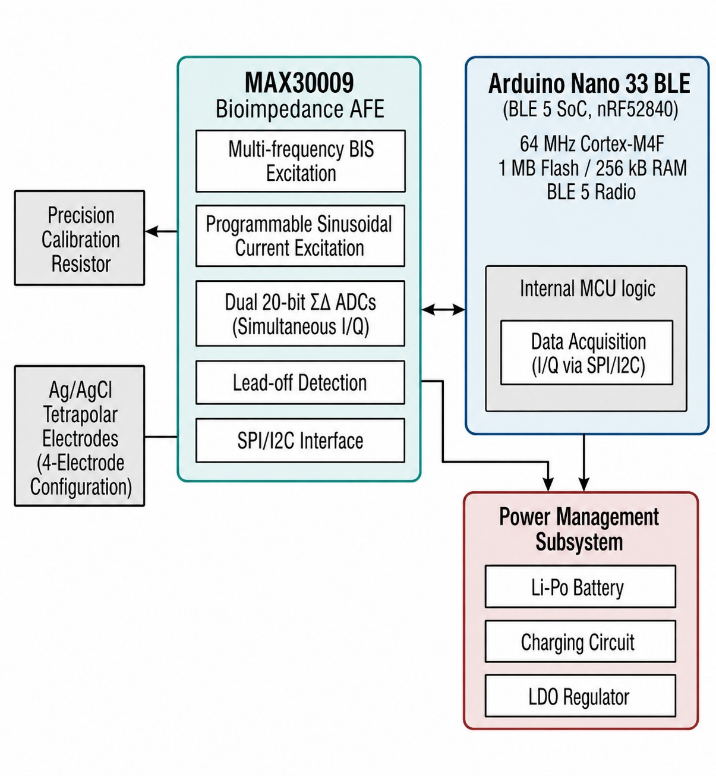 MAX30009
Bioimpedance AFE
Multi-frequency BIS
Excitation
Programmable Sinusoidal
Current Excitation
Dual 20-bit ΣΔ ADCs
(Simultaneous I/Q)
Lead-off Detection
SPI/I2C Interface
Precision
Calibration
Resistor
Ag/AgCl
Tetrapolar
Electrodes
(4-Electrode
Configuration)
Arduino Nano 33 BLE
(BLE 5 SoC, nRF52840)
64 MHz Cortex-M4F
1 MB Flash / 256 kB RAM
BLE 5 Radio
Internal MCU logic
Data Acquisition
(I/Q via SPI/I2C)
Power Management
Subsystem
Li-Po Battery
Charging Circuit
LDO Regulator